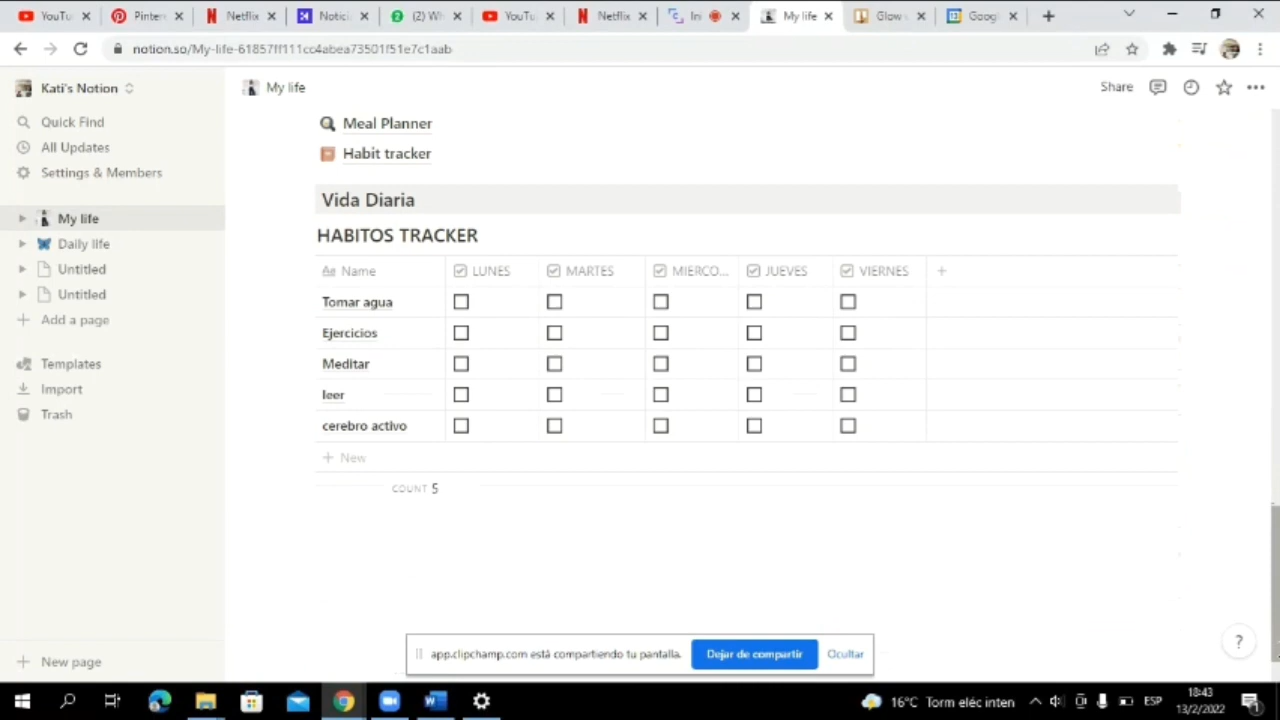 YouTu
Pinter
Netfli
Notici
(2) Wh
YouTu
Netfli
Ini
My life
Glow
Goog
notion.so/My-life-61857ff111cc4abea73501f51e7c1aab
Kati's Notion
My life
Share
Quick Find
All Updates
Settings & Members
My life
Daily life
Untitled
Untitled
Add a page
Templates
Import
Trash
New page
Meal Planner
Habit tracker
Vida Diaria
HABITOS TRACKER
Aa Name LUNES MARTES MIERCO... JUEVES VIERNES +
Tomar agua
Ejercicios
Meditar
leer
cerebro activo
+ New
COUNT 5
app.clipchamp.com está compartiendo tu pantalla. Dejar de compartir Ocultar
?
16°C Torm eléc inten ESP
18:43
13/2/2022